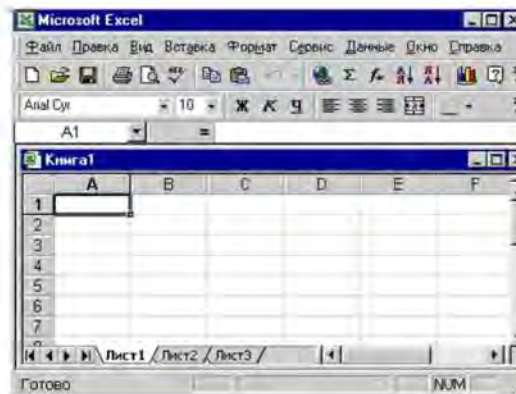 Microsoft Excel
Файл Правка Вид Вставка Формат Сервис Данные Окно Справка
Arial Cyr 10 Ж К Ч
A1 =
Книга1
A B C D E F
1
2
3
4
5
6
7
Лист1 Лист2 Лист3
Готово NUM